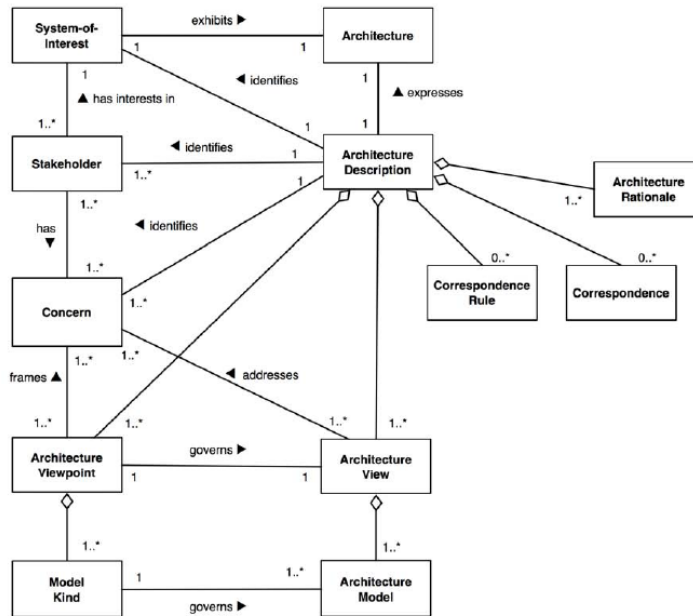 System-of-
Interest
exhibits ►
1
1
Architecture
1
1
◄ identifies
1
▲ has interests in
▲ expresses
1..*
1
1
Stakeholder
◄ identifies
1..*
1
Architecture
Description
1
1..*
Architecture
Rationale
1..*
has
▼
◄ identifies
1..*
1..*
0..*
0..*
Concern
Correspondence
Rule
Correspondence
1..*
1..*
frames ▲
◄ addresses
1..*
1..*
1..*
1..*
Architecture
Viewpoint
governs ►
1
1
Architecture
View
1..*
1..*
Model
Kind
1
1..*
governs ►
Architecture
Model